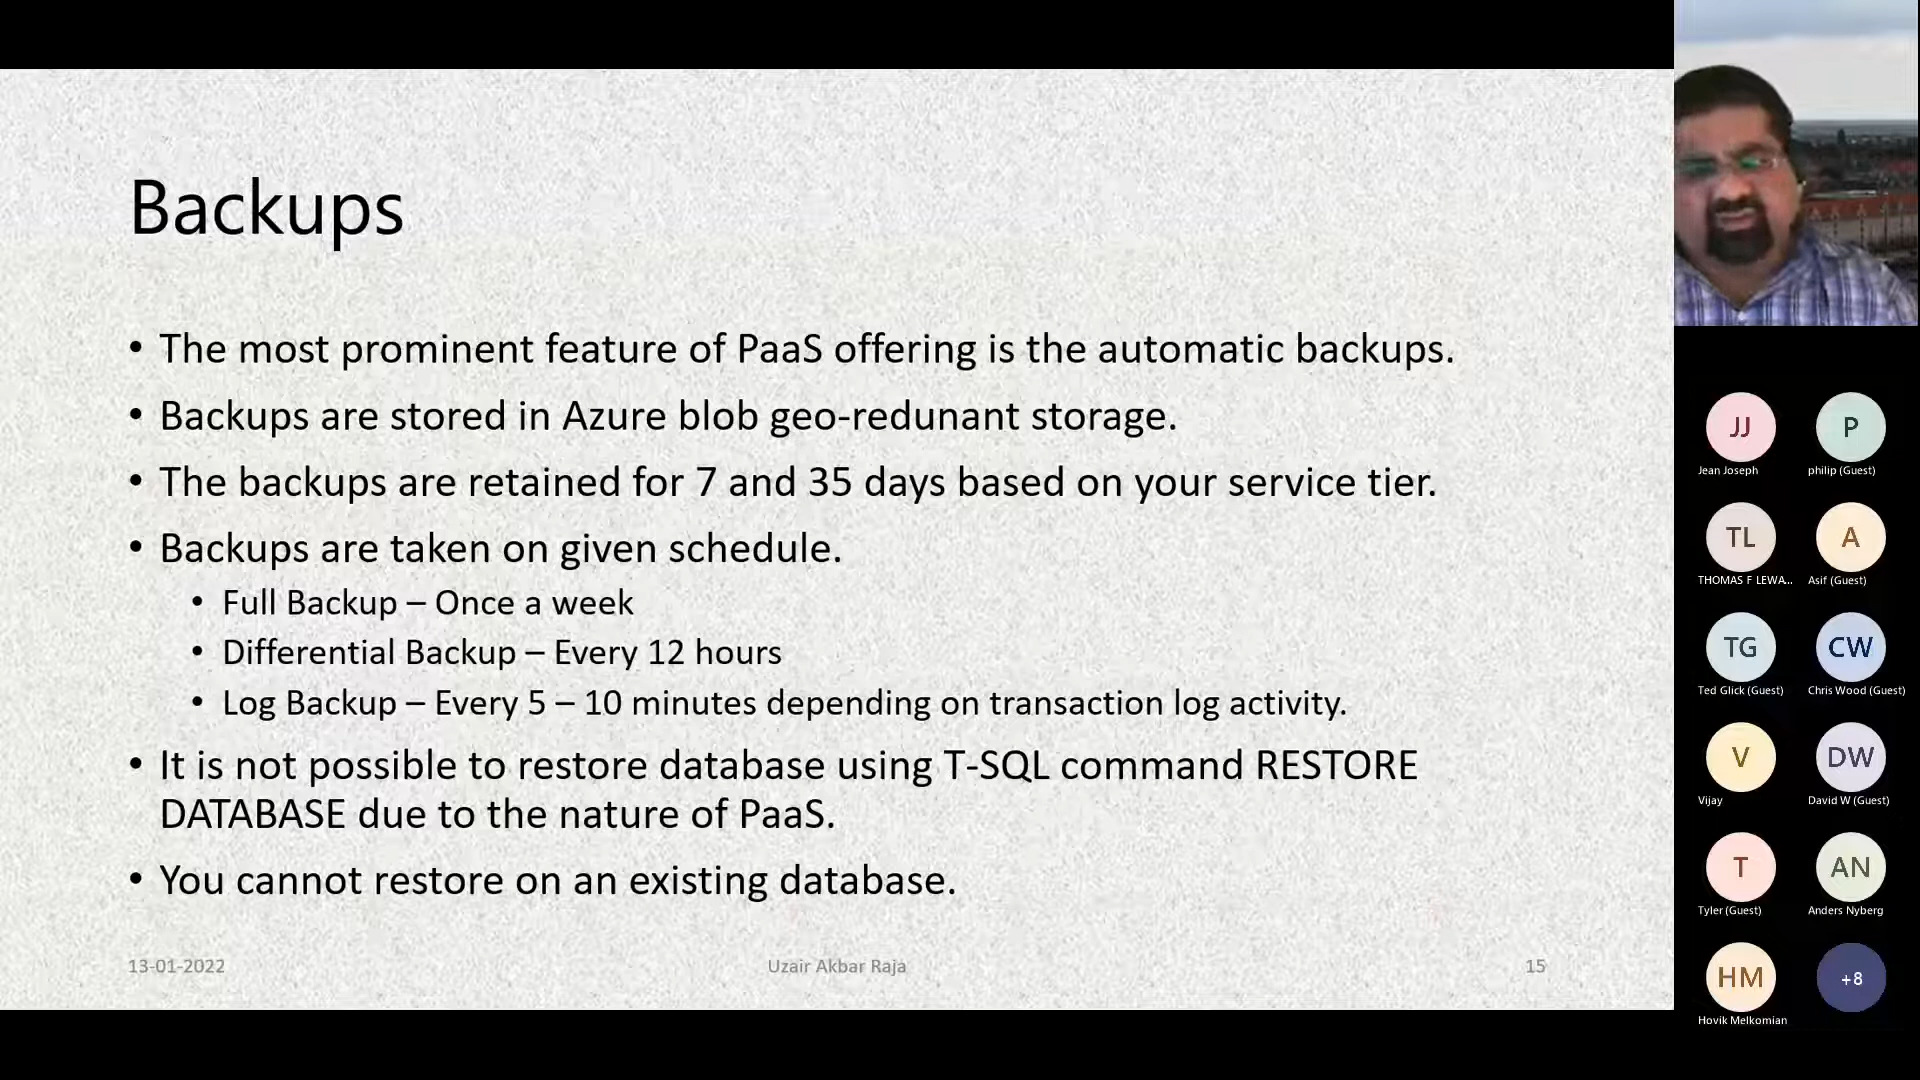 Backups
• The most prominent feature of PaaS offering is the automatic backups.
• Backups are stored in Azure blob geo-redunant storage.
• The backups are retained for 7 and 35 days based on your service tier.
• Backups are taken on given schedule.
• Full Backup – Once a week
• Differential Backup – Every 12 hours
• Log Backup – Every 5 – 10 minutes depending on transaction log activity.
• It is not possible to restore database using T-SQL command RESTORE
DATABASE due to the nature of PaaS.
• You cannot restore on an existing database.
13-01-2022
Uzair Akbar Raja
15
JJ
Jean Joseph
P
philip (Guest)
TL
THOMAS F LEWA...
A
Asif (Guest)
TG
Ted Glick (Guest)
CW
Chris Wood (Guest)
V
Vijay
DW
David W (Guest)
T
Tyler (Guest)
AN
Anders Nyberg
HM
Hovik Melkomian
+8